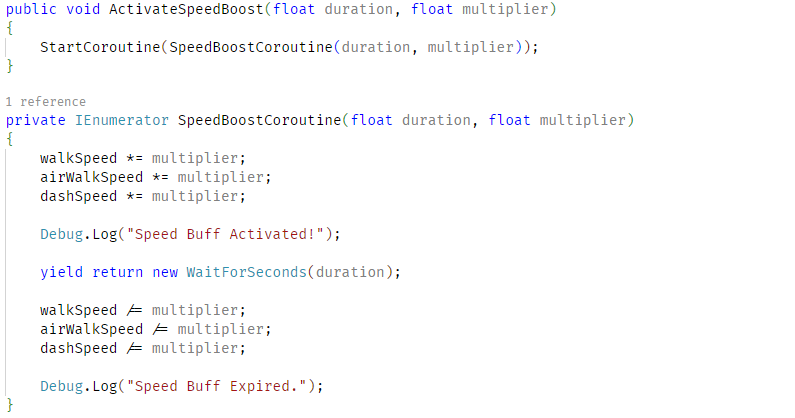 public void ActivateSpeedBoost(float duration, float multiplier)
{
    StartCoroutine(SpeedBoostCoroutine(duration, multiplier));
}
1 reference
private IEnumerator SpeedBoostCoroutine(float duration, float multiplier)
{
    walkSpeed *= multiplier;
    airWalkSpeed *= multiplier;
    dashSpeed *= multiplier;
    Debug.Log("Speed Buff Activated!");
    yield return new WaitForSeconds(duration);
    walkSpeed /= multiplier;
    airWalkSpeed /= multiplier;
    dashSpeed /= multiplier;
    Debug.Log("Speed Buff Expired.");
}